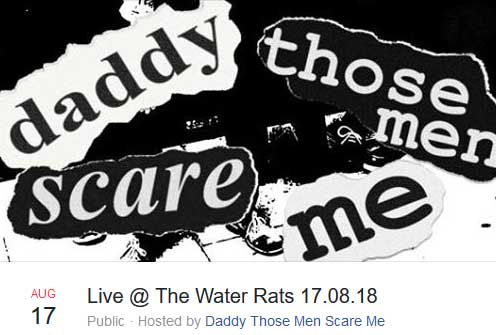 daddy
those
men
scare
me
AUG
17
Live @ The Water Rats 17.08.18
Public · Hosted by Daddy Those Men Scare Me